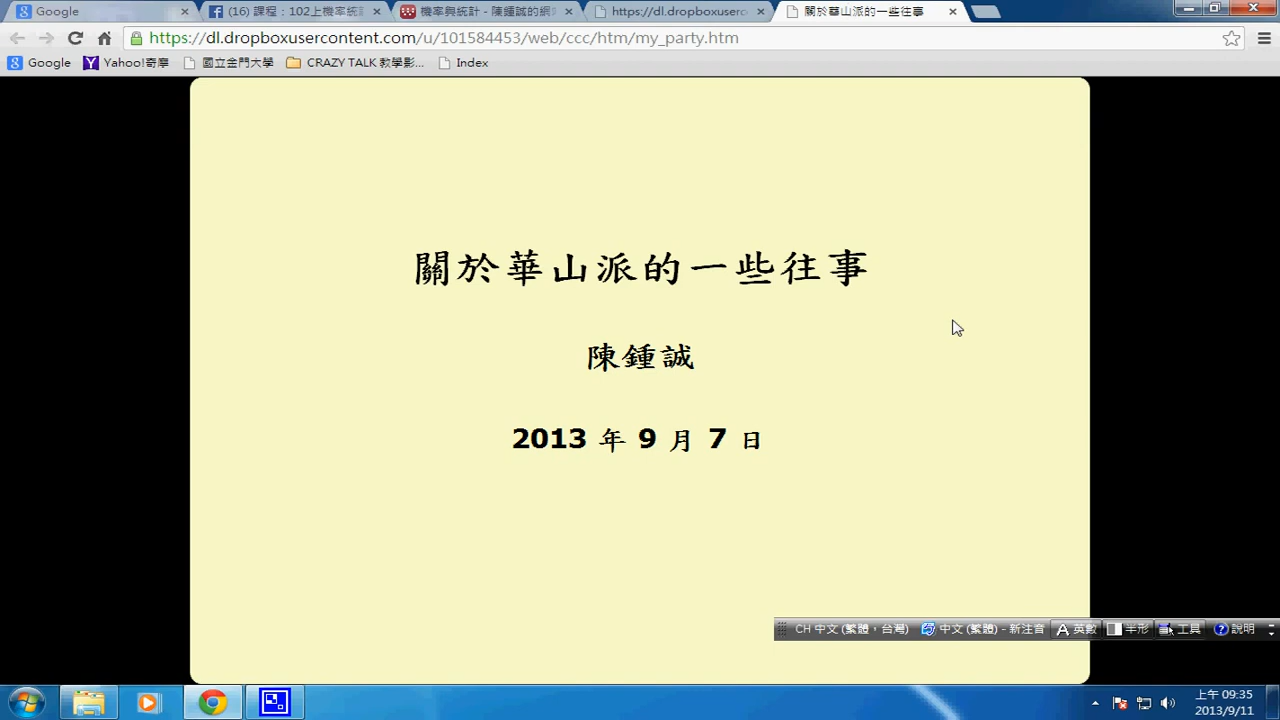 Google
(16) 課程：102上機率統計
機率與統計 - 陳鍾誠的網
https://dl.dropboxusercont
關於華山派的一些往事
https://dl.dropboxusercontent.com/u/101584453/web/ccc/htm/my_party.htm
Google
Yahoo!奇摩
國立金門大學
CRAZY TALK 教學影...
Index
關於華山派的一些往事
陳鍾誠
2013 年 9 月 7 日
CH 中文 (繁體，台灣)
中文 (繁體) - 新注音
英數
半形
工具
說明
上午 09:35
2013/9/11